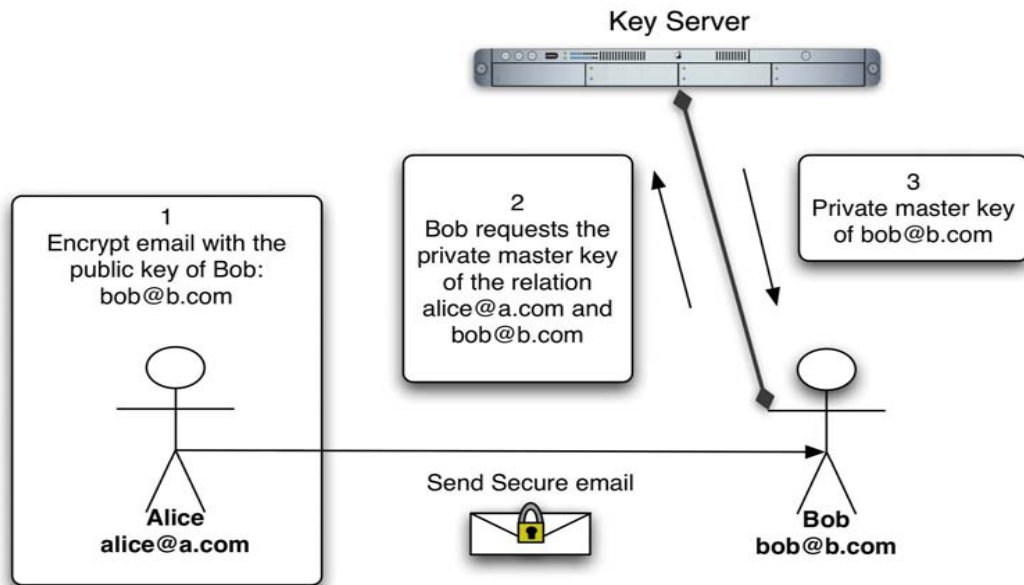 Key Server
1
Encrypt email with the
public key of Bob:
bob@b.com
2
Bob requests the
private master key
of the relation
alice@a.com and
bob@b.com
3
Private master key
of bob@b.com
Send Secure email
Alice
alice@a.com
Bob
bob@b.com